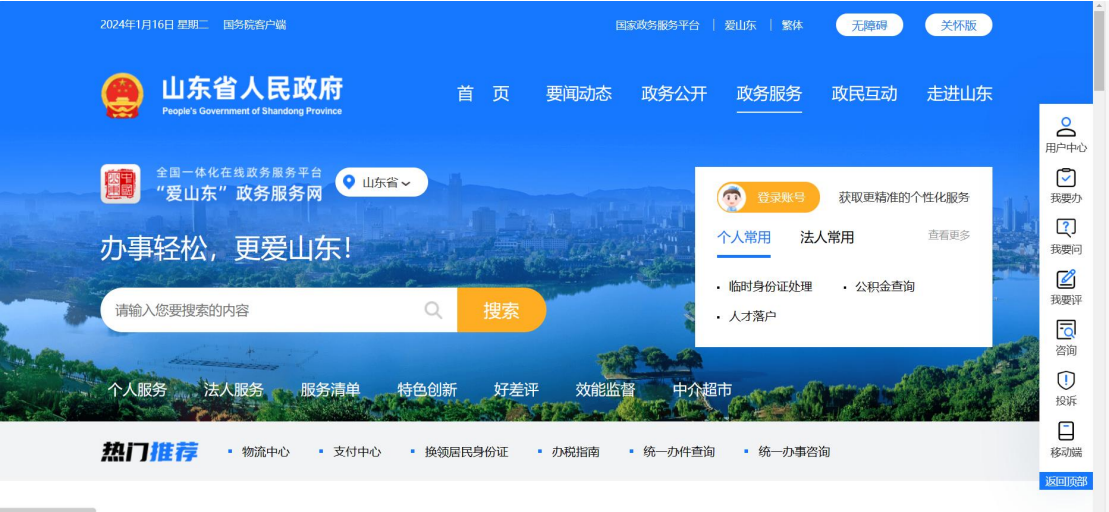 2024年1月16日 星期二 国务院客户端 国家政务服务平台 爱山东 繁体 无障碍 关怀版
山东省人民政府
People's Government of Shandong Province
首 页 要闻动态 政务公开 政务服务 政民互动 走进山东
全国一体化在线政务服务平台
“爱山东”政务服务网
山东省
办事轻松，更爱山东！
请输入您要搜索的内容 搜索
登录账号 获取更精准的个性化服务
个人常用 法人常用 查看更多
临时身份证处理 公积金查询
人才落户
个人服务 法人服务 服务清单 特色创新 好差评 效能监督 中介超市
热门推荐 物流中心 支付中心 换领居民身份证 办税指南 统一办件查询 统一办事咨询
用户中心
我要办
我要问
我要评
咨询
投诉
移动端
返回顶部